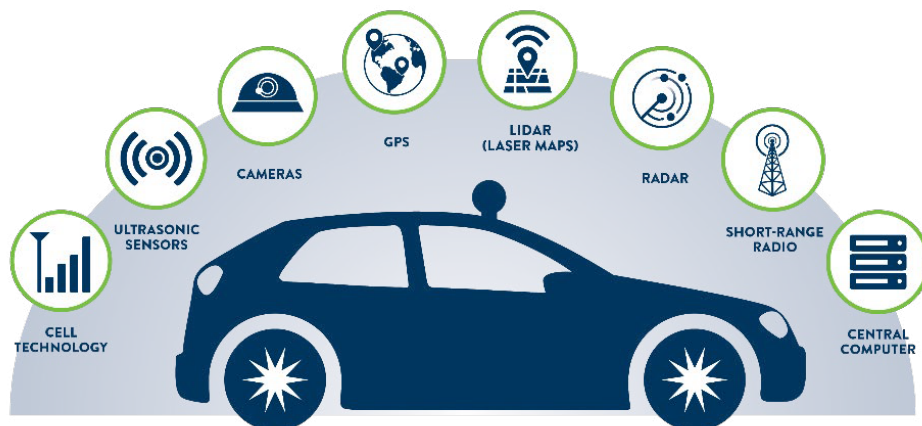 CELL
TECHNOLOGY
ULTRASONIC
SENSORS
CAMERAS
GPS
LIDAR
(LASER MAPS)
RADAR
SHORT-RANGE
RADIO
CENTRAL
COMPUTER